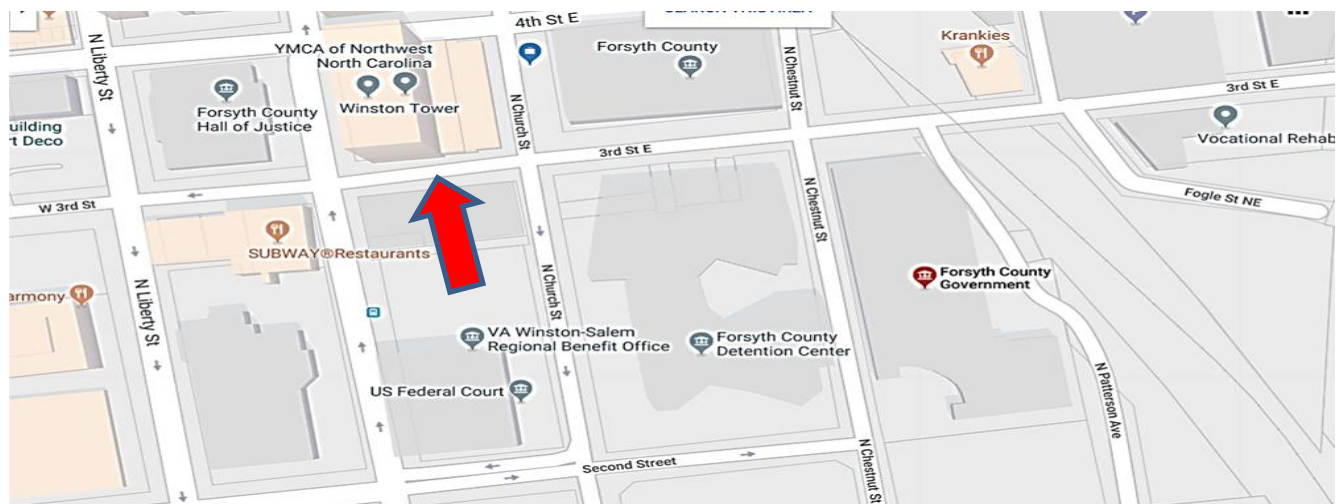 4th St E
N Liberty St
YMCA of Northwest
North Carolina
Winston Tower
Forsyth County
Hall of Justice
N Church St
Forsyth County
N Chestnut St
Krankies
3rd St E
Vocational Rehab
uilding
rt Deco
3rd St E
W 3rd St
Fogle St NE
SUBWAY®Restaurants
N Chestnut St
N Liberty St
N Church St
Forsyth County
Government
armony
VA Winston-Salem
Regional Benefit Office
Forsyth County
Detention Center
US Federal Court
N Patterson Ave
Second Street
N Chestnut St